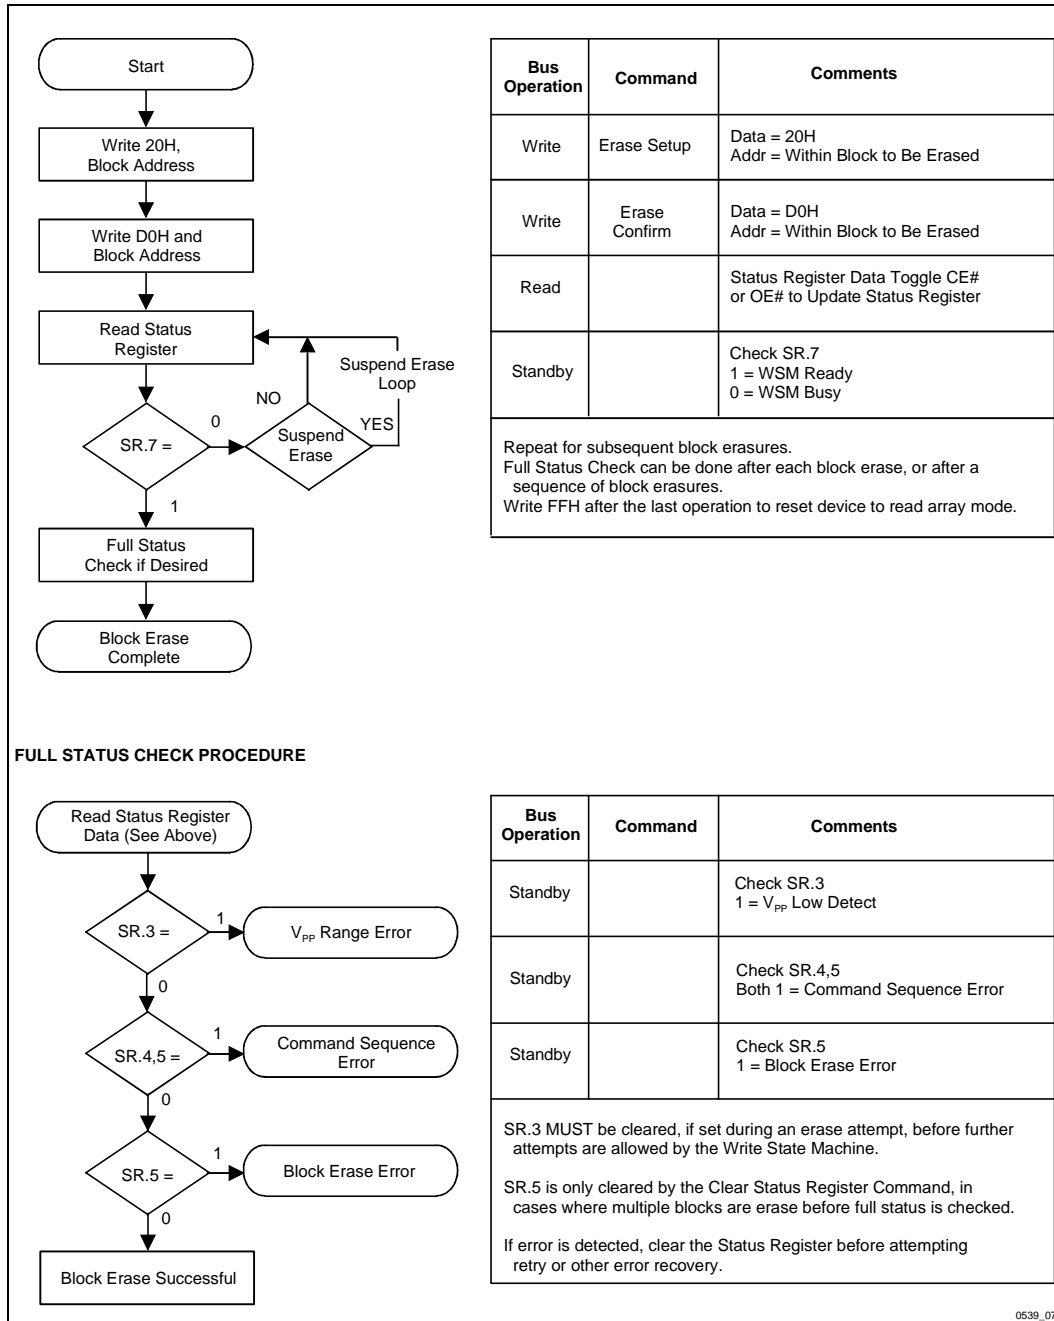 Start
Write 20H,
Block Address
Write D0H and
Block Address
Read Status
Register
Suspend Erase
Loop
NO
YES
0
SR.7 =
Suspend
Erase
1
Full Status
Check if Desired
Block Erase
Complete
Bus
Operation
Command
Comments
Write
Erase Setup
Data = 20H
Addr = Within Block to Be Erased
Write
Erase
Confirm
Data = D0H
Addr = Within Block to Be Erased
Read
Status Register Data Toggle CE#
or OE# to Update Status Register
Standby
Check SR.7
1 = WSM Ready
0 = WSM Busy
Repeat for subsequent block erasures.
Full Status Check can be done after each block erase, or after a
sequence of block erasures.
Write FFH after the last operation to reset device to read array mode.
FULL STATUS CHECK PROCEDURE
Read Status Register
Data (See Above)
SR.3 =
1
VPP Range Error
0
SR.4,5 =
1
Command Sequence
Error
0
SR.5 =
1
Block Erase Error
0
Block Erase Successful
Bus
Operation
Command
Comments
Standby
Check SR.3
1 = VPP Low Detect
Standby
Check SR.4,5
Both 1 = Command Sequence Error
Standby
Check SR.5
1 = Block Erase Error
SR.3 MUST be cleared, if set during an erase attempt, before further
attempts are allowed by the Write State Machine.
SR.5 is only cleared by the Clear Status Register Command, in
cases where multiple blocks are erase before full status is checked.
If error is detected, clear the Status Register before attempting
retry or other error recovery.
0539_07